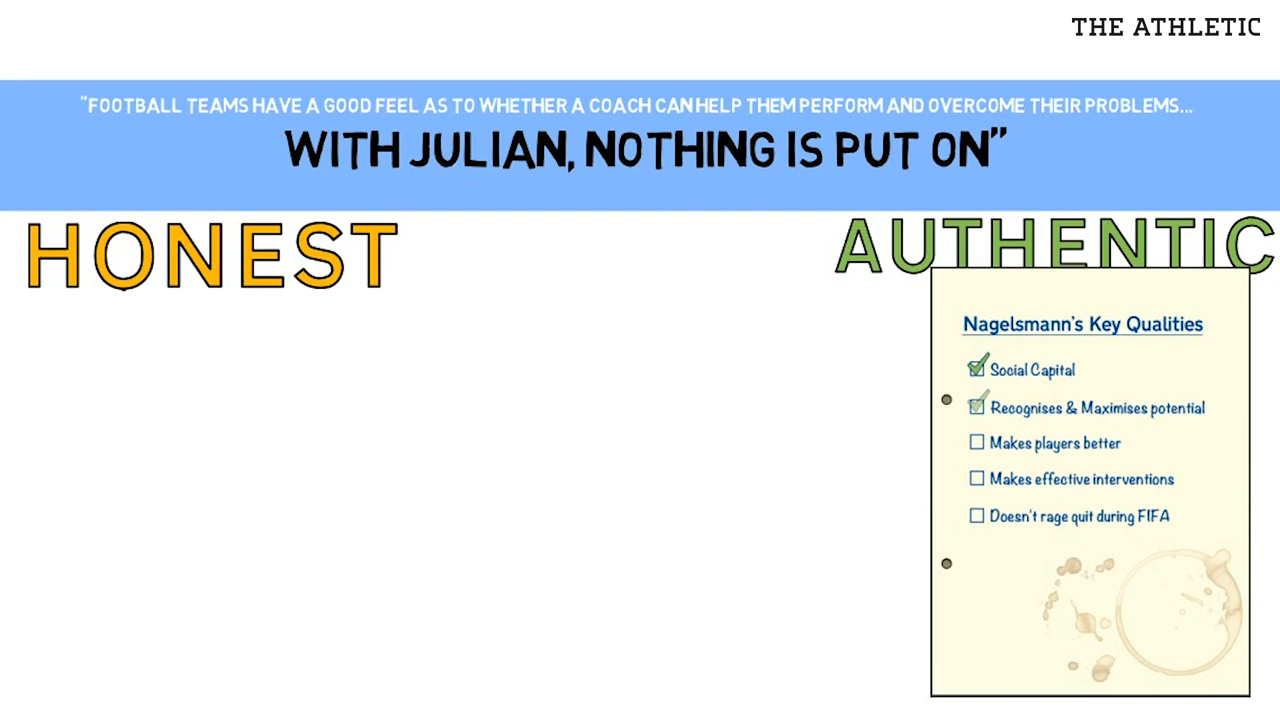 THE ATHLETIC
"FOOTBALL TEAMS HAVE A GOOD FEEL AS TO WHETHER A COACH CAN HELP THEM PERFORM AND OVERCOME THEIR PROBLEMS...
WITH JULIAN, NOTHING IS PUT ON"
HONEST
AUTHENTIC
Nagelsmann's Key Qualities
Social Capital
Recognises & Maximises potential
Makes players better
Makes effective interventions
Doesn't rage quit during FIFA